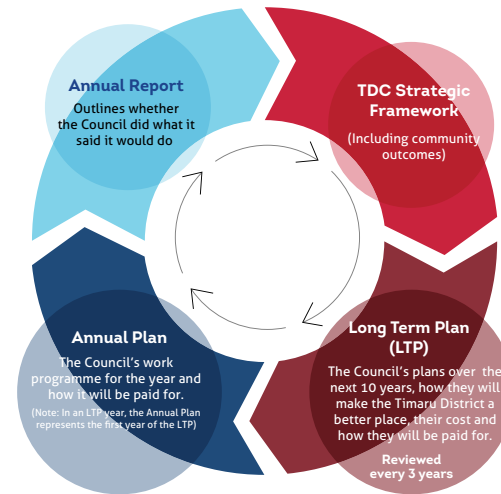 Annual Report
Outlines whether
the Council did what it
said it would do
TDC Strategic
Framework
(Including community
outcomes)
Long Term Plan
(LTP)
The Council's plans over the
next 10 years, how they will
make the Timaru District a
better place, their cost and
how they will be paid for.
Reviewed
every 3 years
Annual Plan
The Council's work
programme for the year and
how it will be paid for.
(Note: In an LTP year, the Annual Plan
represents the first year of the LTP)